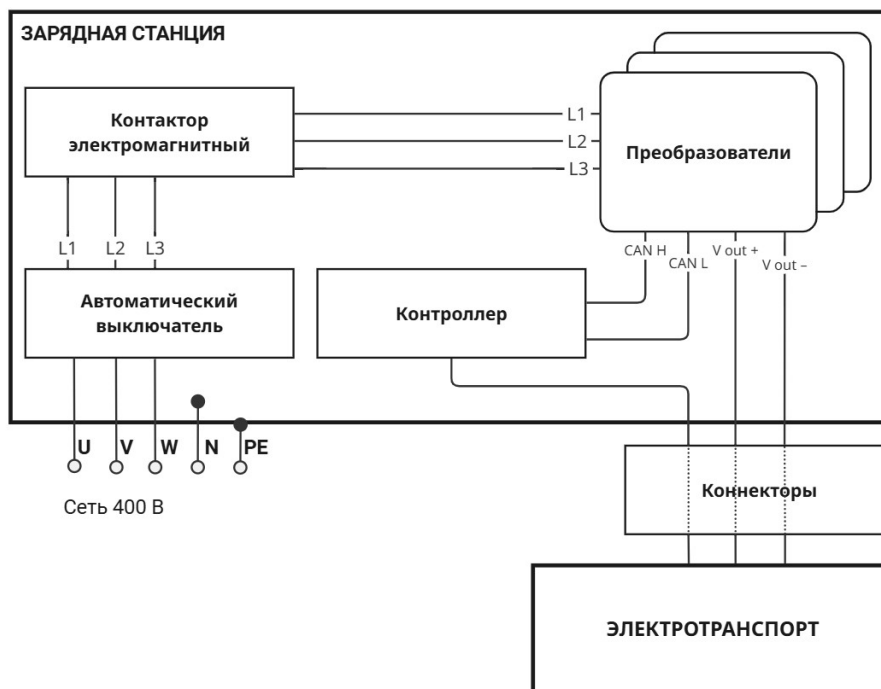 ЗАРЯДНАЯ СТАНЦИЯ
Контактор
электромагнитный
L1
L2
L3
Преобразователи
L1 L2 L3
CAN H
CAN L
V out +
V out –
Автоматический
выключатель
Контроллер
U V W N PE
Сеть 400 В
Коннекторы
ЭЛЕКТРОТРАНСПОРТ